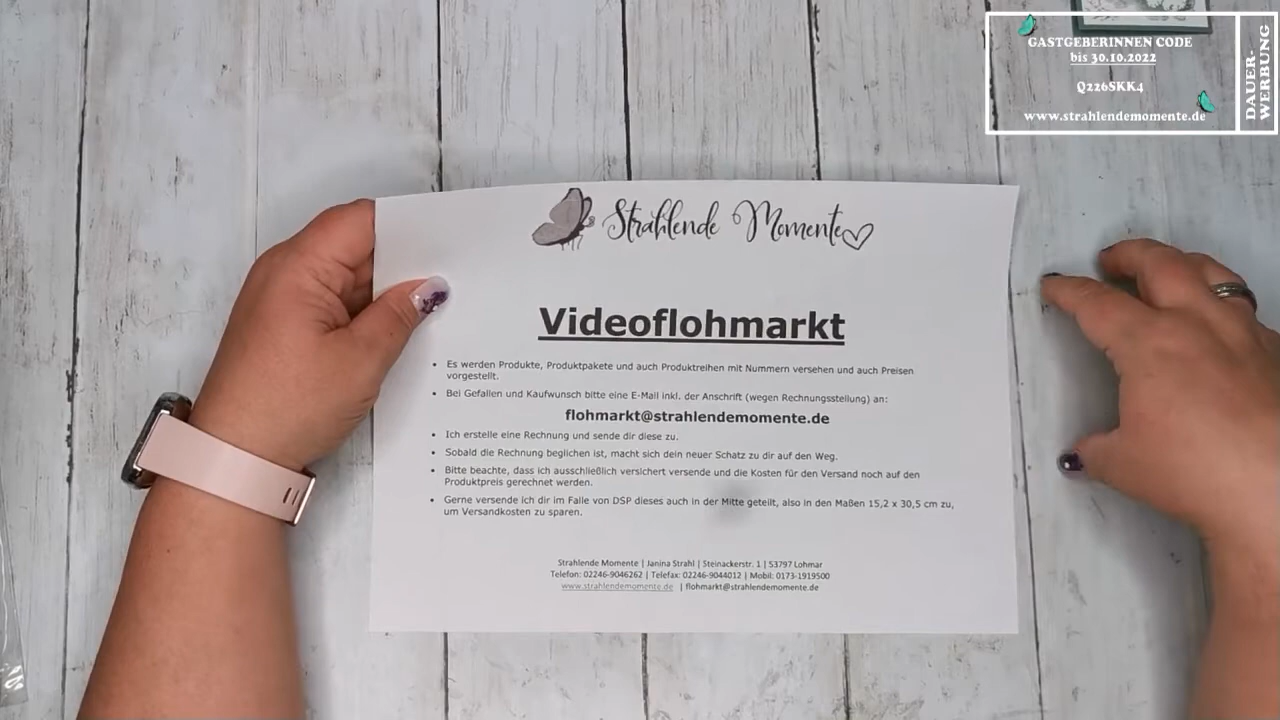 GASTGEBERINNEN CODE
bis 30.10.2022
Q226SKK4
www.strahlendemomente.de
DAUER-
WERBUNG
Strahlende Momente
Videoflohmarkt
• Es werden Produkte, Produktpakete und auch Produktreihen mit Nummern versehen und auch Preisen
vorgestellt.
• Bei Gefallen und Kaufwunsch bitte eine E-Mail inkl. der Anschrift (wegen Rechnungsstellung) an:
flohmarkt@strahlendemomente.de
• Ich erstelle eine Rechnung und sende dir diese zu.
• Sobald die Rechnung beglichen ist, macht sich dein neuer Schatz zu dir auf den Weg.
• Bitte beachte, dass ich ausschließlich versichert versende und die Kosten für den Versand noch auf den
Produktpreis gerechnet werden.
• Gerne versende ich dir im Falle von DSP dieses auch in der Mitte geteilt, also in den Maßen 15,2 x 30,5 cm zu,
um Versandkosten zu sparen.
Strahlende Momente | Janina Strahl | Steinackerstr. 1 | 53797 Lohmar
Telefon: 02246-9046262 | Telefax: 02246-9044012 | Mobil: 0173-1919500
www.strahlendemomente.de | flohmarkt@strahlendemomente.de